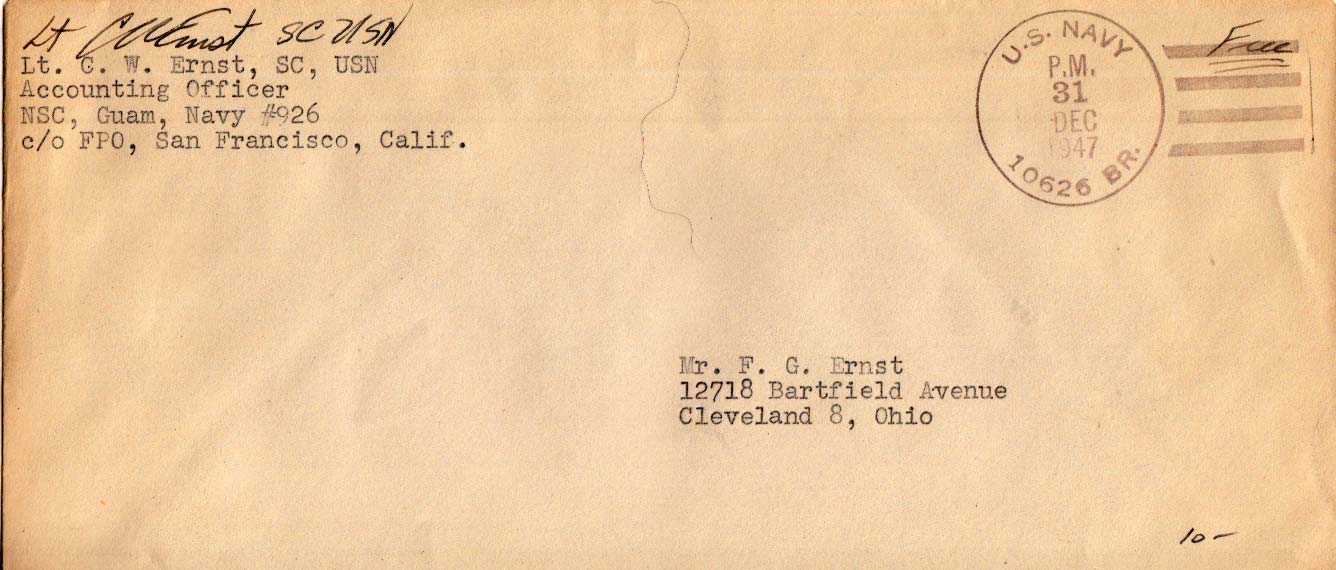 Lt CWErnst SC USN
Lt. C. W. Ernst, SC, USN
Accounting Officer
NSC, Guam, Navy #926
c/o FPO, San Francisco, Calif.
U.S. NAVY
P.M.
31
DEC
1947
10626 BR.
Free
Mr. F. G. Ernst
12718 Bartfield Avenue
Cleveland 8, Ohio
10-